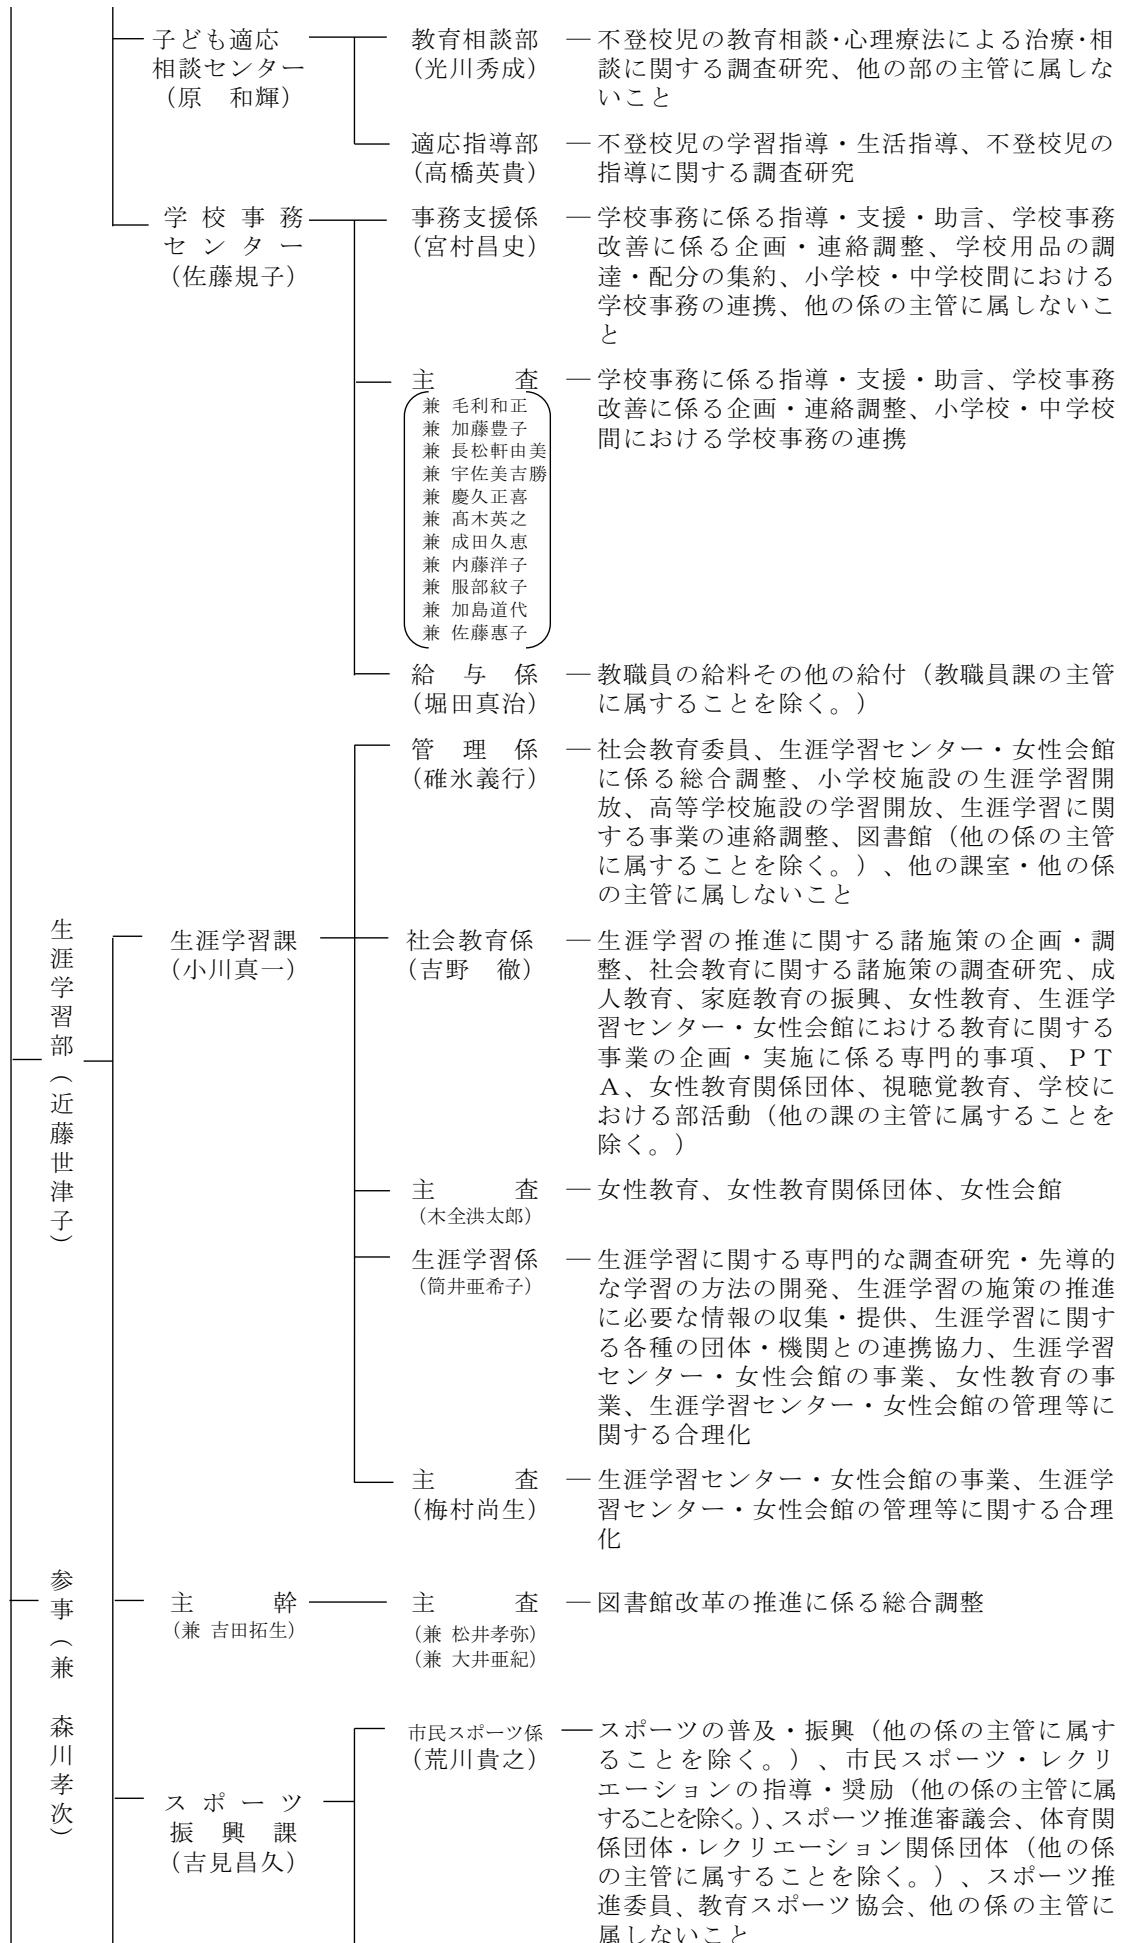 子ども適応
相談センター
（原　和輝）
教育相談部
（光川秀成）
―不登校児の教育相談・心理療法による治療・相
談に関する調査研究、他の部の主管に属しな
いこと
適応指導部
（高橋英貴）
―不登校児の学習指導・生活指導、不登校児の
指導に関する調査研究
学校事務
センター
（佐藤規子）
事務支援係
（宮村昌史）
―学校事務に係る指導・支援・助言、学校事務
改善に係る企画・連絡調整、学校用品の調
達・配分の集約、小学校・中学校間における
学校事務の連携、他の係の主管に属しないこ
と
主　　査
兼 毛利和正
兼 加藤豊子
兼 長松軒由美
兼 宇佐美吉勝
兼 慶久正喜
兼 髙木英之
兼 成田久恵
兼 内藤洋子
兼 服部紋子
兼 加島道代
兼 佐藤惠子
―学校事務に係る指導・支援・助言、学校事務
改善に係る企画・連絡調整、小学校・中学校
間における学校事務の連携
給与係
（堀田真治）
―教職員の給料その他の給付（教職員課の主管
に属することを除く。）
生涯学習部（近藤世津子）
生涯学習課
（小川真一）
管理係
（碓氷義行）
―社会教育委員、生涯学習センター・女性会館
に係る総合調整、小学校施設の生涯学習開
放、高等学校施設の学習開放、生涯学習に関
する事業の連絡調整、図書館（他の係の主管
に属することを除く。）、他の課室・他の係
の主管に属しないこと
社会教育係
（吉野　徹）
―生涯学習の推進に関する諸施策の企画・調
整、社会教育に関する諸施策の調査研究、成
人教育、家庭教育の振興、女性教育、生涯学
習センター・女性会館における教育に関する
事業の企画・実施に係る専門的事項、ＰＴ
Ａ、女性教育関係団体、視聴覚教育、学校に
おける部活動（他の課の主管に属することを
除く。）
主　　査
（木全洪太郎）
―女性教育、女性教育関係団体、女性会館
生涯学習係
（筒井亜希子）
―生涯学習に関する専門的な調査研究・先導的
な学習の方法の開発、生涯学習の施策の推進
に必要な情報の収集・提供、生涯学習に関す
る各種の団体・機関との連携協力、生涯学習
センター・女性会館の事業、女性教育の事
業、生涯学習センター・女性会館の管理等に
関する合理化
主　　査
（梅村尚生）
―生涯学習センター・女性会館の事業、生涯学
習センター・女性会館の管理等に関する合理
化
参事（兼　森川孝次）
主　　幹
（兼 吉田拓生）
主　　査
（兼 松井孝弥）
（兼 大井亜紀）
―図書館改革の推進に係る総合調整
スポーツ
振興課
（吉見昌久）
市民スポーツ係
（荒川貴之）
―スポーツの普及・振興（他の係の主管に属す
ることを除く。）、市民スポーツ・レクリ
エーションの指導・奨励（他の係の主管に属
することを除く。）、スポーツ推進審議会、体育関
係団体・レクリエーション関係団体（他の係
の主管に属することを除く。）、スポーツ推
進委員、教育スポーツ協会、他の係の主管に
属しないこと